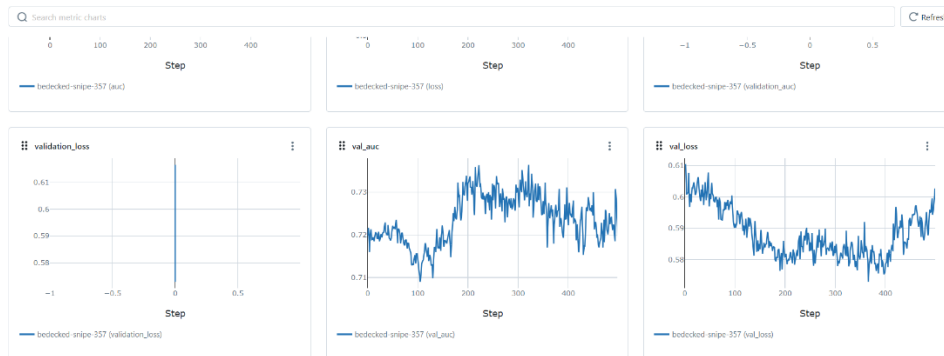 Search metric charts
Refres
0 100 200 300 400
Step
bedecked-snipe-357 (auc)
0 100 200 300 400
Step
bedecked-snipe-357 (loss)
−1 −0.5 0 0.5
Step
bedecked-snipe-357 (validation_auc)
validation_loss
0.61
0.6
0.59
0.58
−1 −0.5 0 0.5
Step
bedecked-snipe-357 (validation_loss)
val_auc
0.73
0.72
0.71
0 100 200 300 400
Step
bedecked-snipe-357 (val_auc)
val_loss
0.61
0.6
0.59
0.58
0 100 200 300 400
Step
bedecked-snipe-357 (val_loss)